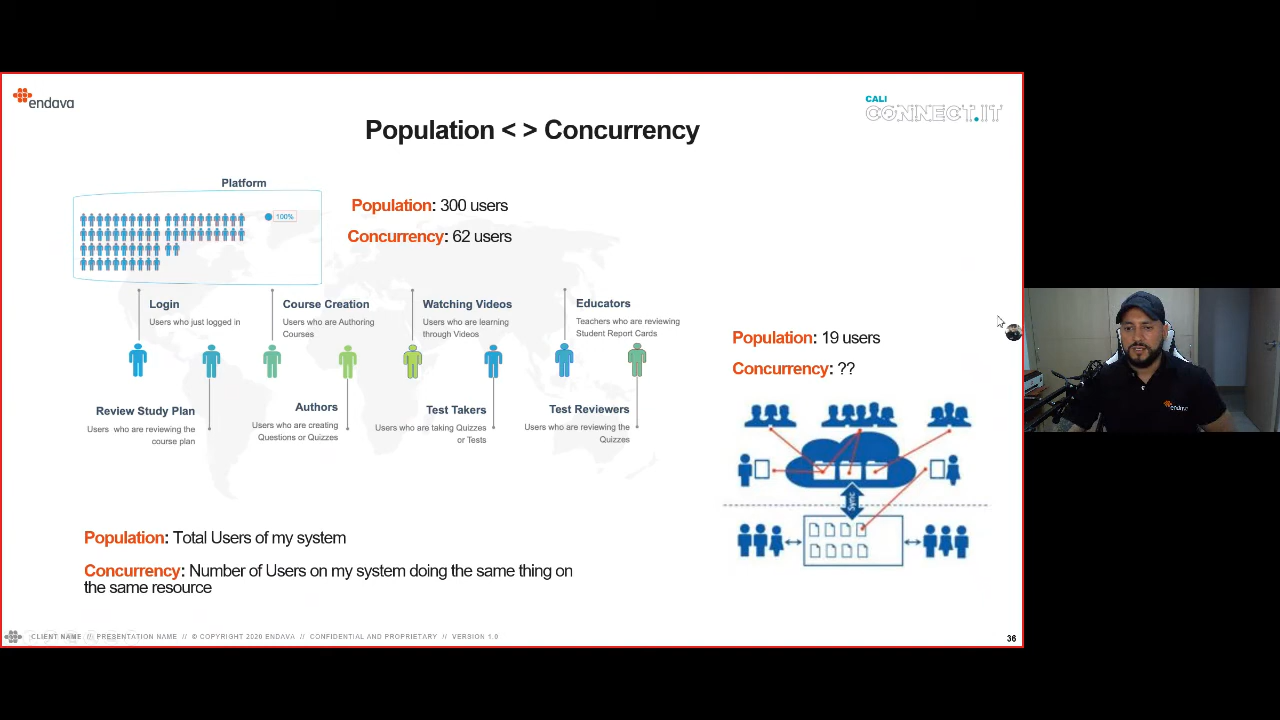 endava
CALI
CONNECT.IT
Population < > Concurrency
Platform
100%
Population: 300 users
Concurrency: 62 users
Login
Users who just logged in
Course Creation
Users who are Authoring
Courses
Watching Videos
Users who are learning
through Videos
Educators
Teachers who are reviewing
Student Report Cards
Review Study Plan
Users who are reviewing the
course plan
Authors
Users who are creating
Questions or Quizzes
Test Takers
Users who are taking Quizzes
or Tests
Test Reviewers
Users who are reviewing the
Quizzes
Population: 19 users
Concurrency: ??
Sync
Population: Total Users of my system
Concurrency: Number of Users on my system doing the same thing on
the same resource
CLIENT NAME // PRESENTATION NAME // © COPYRIGHT 2020 ENDAVA // CONFIDENTIAL AND PROPRIETARY // VERSION 1.0
36
endava